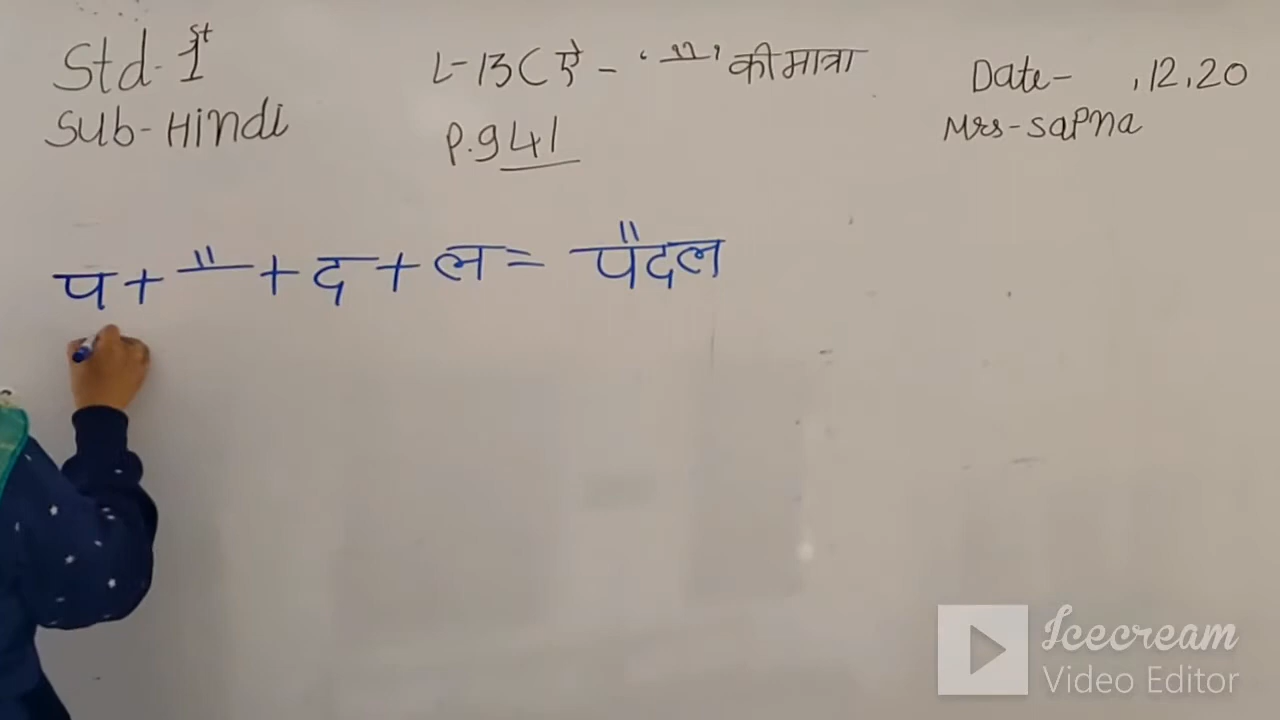 Std-1st
Sub-Hindi
L-13 ( ऐ - ' ै ' की मात्रा
P.g 41
Date- .12.20
Mrs-Sapna
प + ै + द + ल = पैदल
Icecream
Video Editor